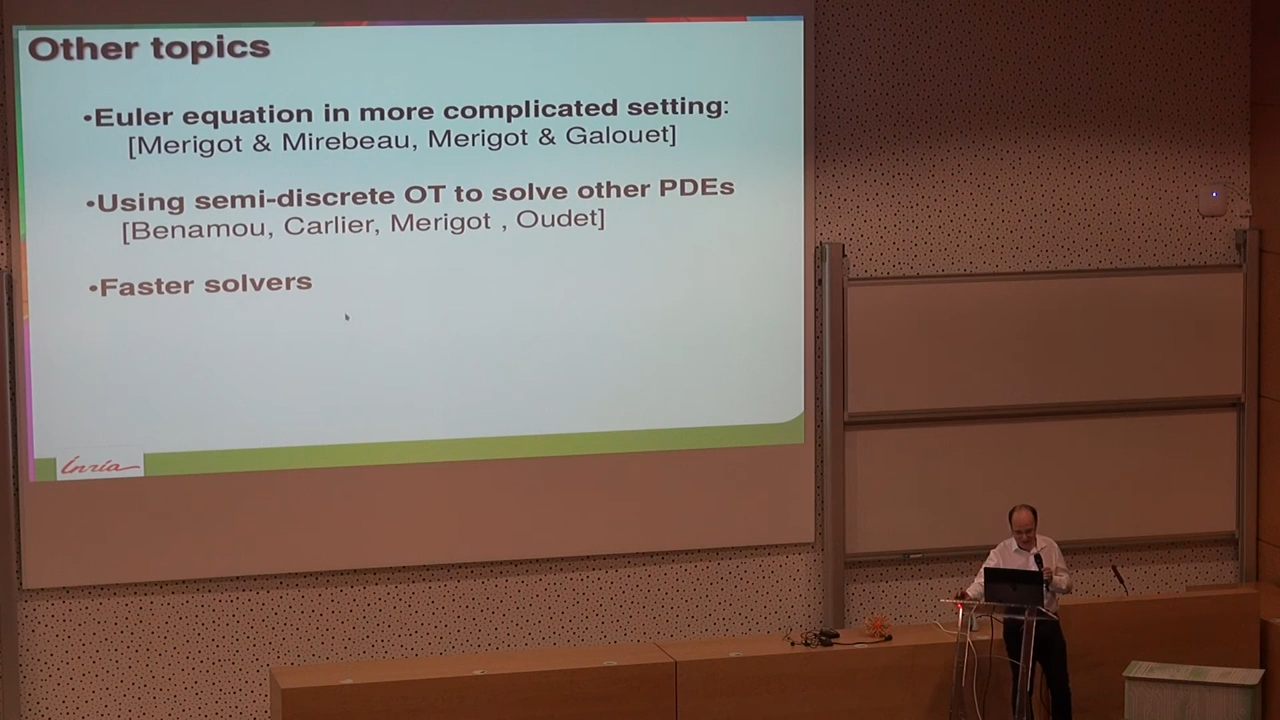 Other topics
•Euler equation in more complicated setting:
[Merigot & Mirebeau, Merigot & Galouet]
•Using semi-discrete OT to solve other PDEs
[Benamou, Carlier, Merigot , Oudet]
•Faster solvers
Inria